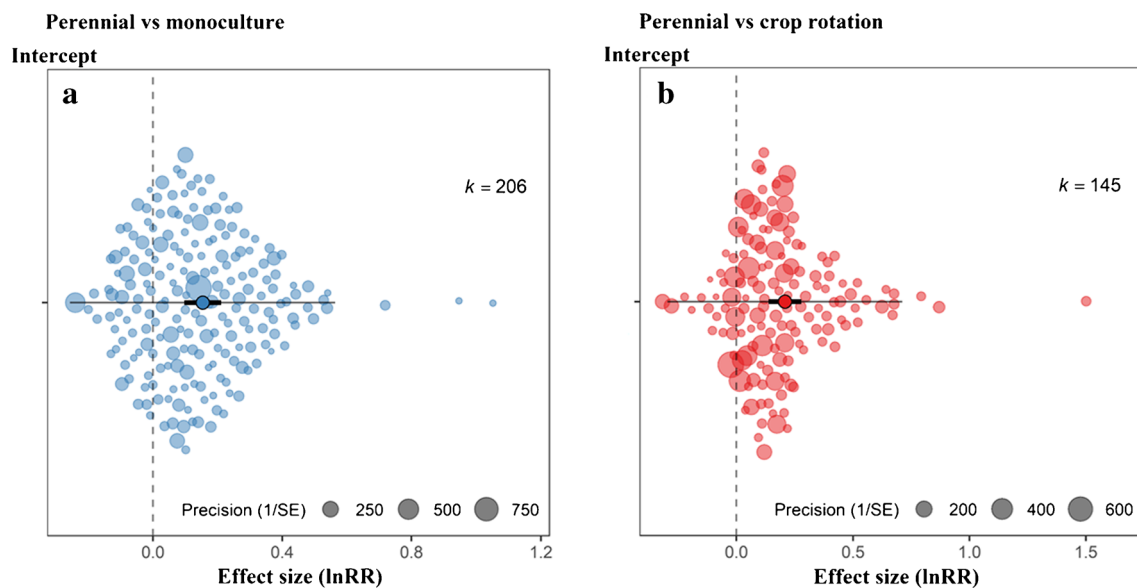 Perennial vs monoculture
Intercept
a
k = 206
Precision (1/SE) 250 500 750
0.0 0.4 0.8 1.2
Effect size (lnRR)
Perennial vs crop rotation
Intercept
b
k = 145
Precision (1/SE) 200 400 600
0.0 0.5 1.0 1.5
Effect size (lnRR)